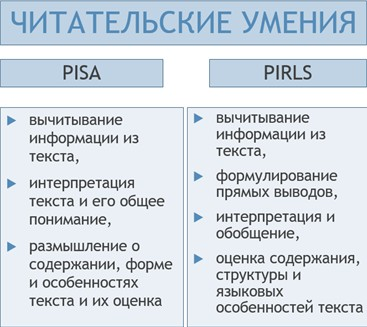 ЧИТАТЕЛЬСКИЕ УМЕНИЯ
PISA
вычитывание
информации из
текста,
интерпретация
текста и его общее
понимание,
размышление о
содержании, форме
и особенностях
текста и их оценка
PIRLS
вычитывание
информации из
текста,
формулирование
прямых выводов,
интерпретация и
обобщение,
оценка содержания,
структуры и
языковых
особенностей текста